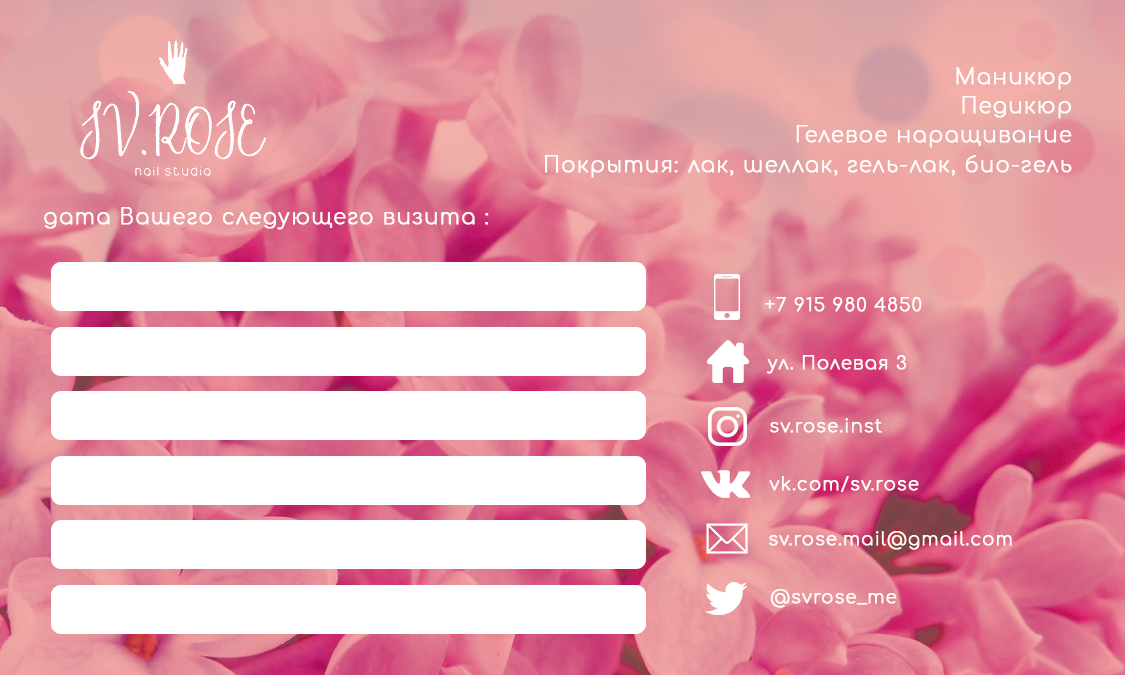 SV.ROSE
nail studio
Маникюр
Педикюр
Гелевое наращивание
Покрытия: лак, шеллак, гель-лак, био-гель
дата Вашего следующего визита :
+7 915 980 4850
ул. Полевая 3
sv.rose.inst
vk.com/sv.rose
sv.rose.mail@gmail.com
@svrose_me